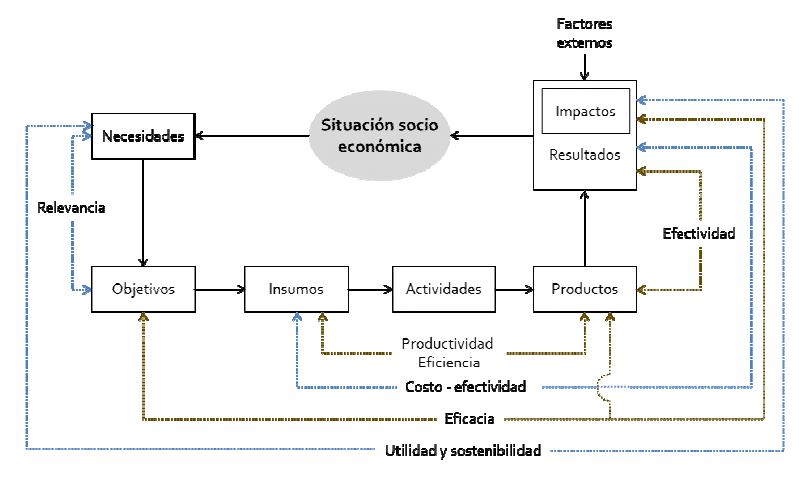 Factores
externos
Impactos
Situación socio
económica
Necesidades
Resultados
Relevancia
Efectividad
Objetivos
Insumos
Actividades
Productos
Productividad
Eficiencia
Costo - efectividad
Eficacia
Utilidad y sostenibilidad